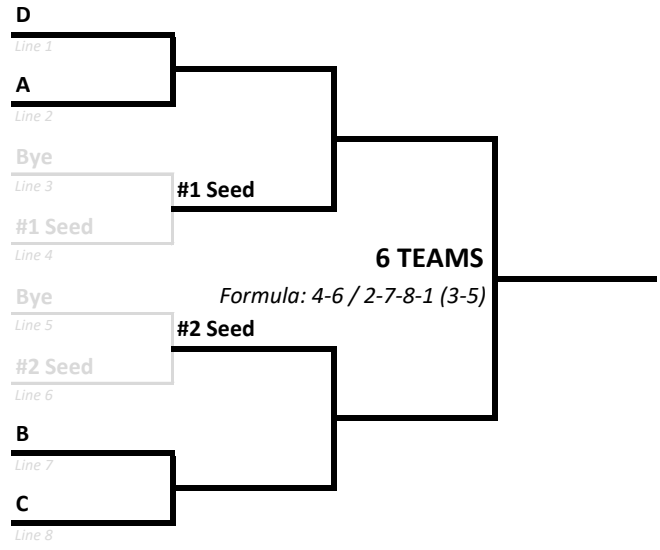 D
Line 1
A
Line 2
Bye
Line 3
#1 Seed
#1 Seed
Line 4
6 TEAMS
Formula: 4-6 / 2-7-8-1 (3-5)
Bye
Line 5
#2 Seed
#2 Seed
Line 6
B
Line 7
C
Line 8